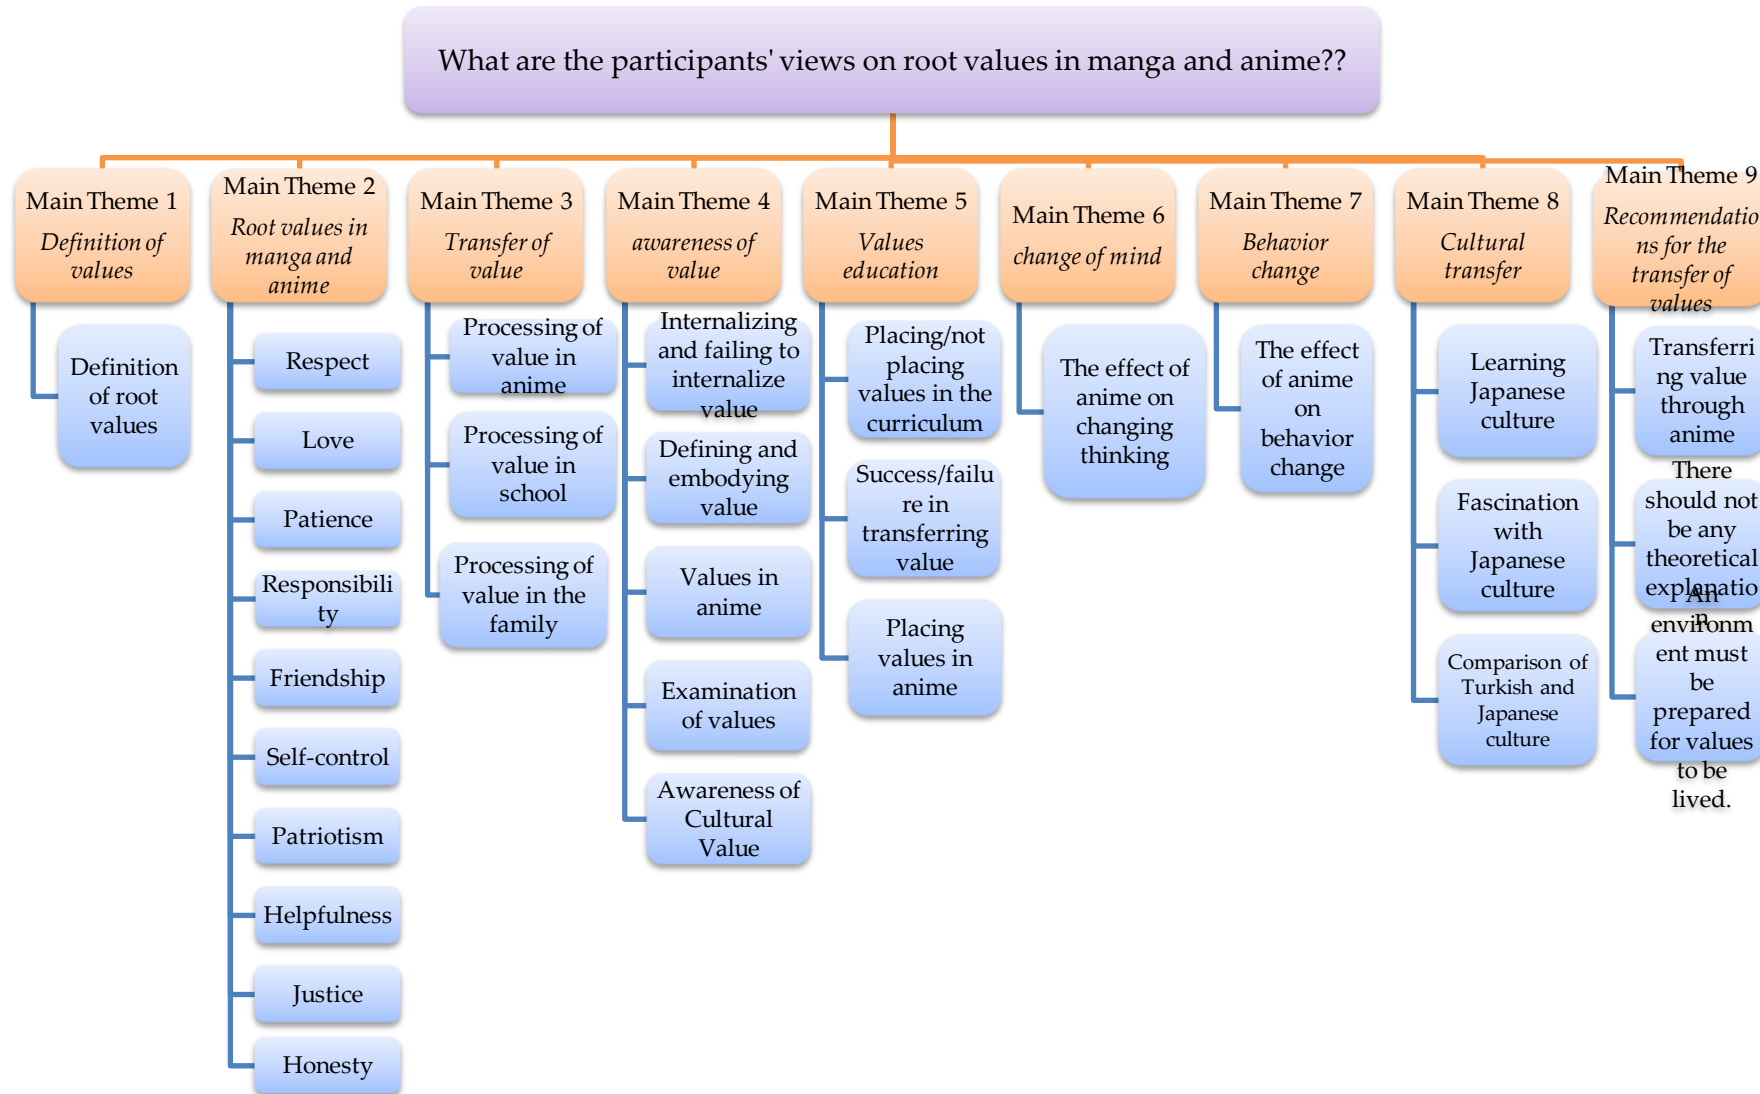 What are the participants' views on root values in manga and anime??
Main Theme 1
Definition of
values
Definition
of root
values
Main Theme 2
Root values in
manga and
anime
Respect
Love
Patience
Responsibili
ty
Friendship
Self-control
Patriotism
Helpfulness
Justice
Honesty
Main Theme 3
Transfer of
value
Processing of
value in
anime
Processing of
value in
school
Processing of
value in the
family
Main Theme 4
awareness of
value
Internalizing
and failing to
internalize
value
Defining and
embodying
value
Values in
anime
Examination
of values
Awareness of
Cultural
Value
Main Theme 5
Values
education
Placing/not
placing
values in the
curriculum
Success/failu
re in
transferring
value
Placing
values in
anime
Main Theme 6
change of mind
The effect of
anime on
changing
thinking
Main Theme 7
Behavior
change
The effect
of anime
on
behavior
change
Main Theme 8
Cultural
transfer
Learning
Japanese
culture
Fascination
with
Japanese
culture
Comparison of
Turkish and
Japanese
culture
Main Theme 9
Recommendatio
ns for the
transfer of
values
Transferri
ng value
through
anime
There
should not
be any
theoretical
explanatio
n
An
environm
ent must
be
prepared
for values
to be
lived.